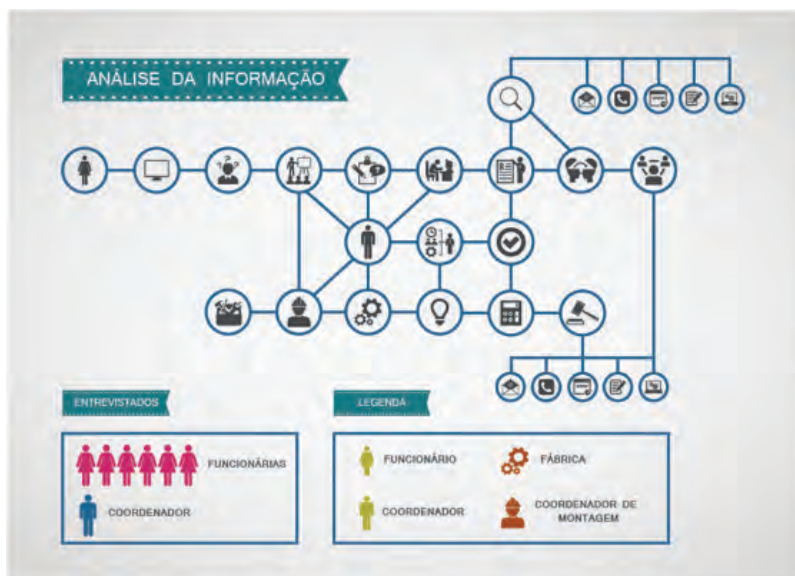 ANÁLISE DA INFORMAÇÃO
ENTREVISTADOS
LEGENDA
FUNCIONÁRIAS
COORDENADOR
FUNCIONÁRIO
FÁBRICA
COORDENADOR
COORDENADOR DE
MONTAGEM